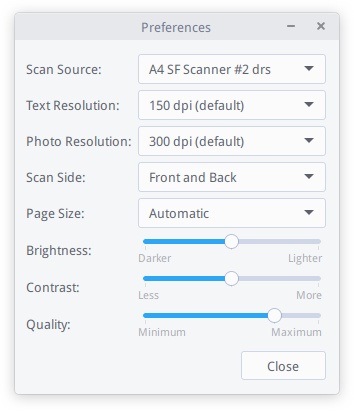 Preferences
Scan Source: A4 SF Scanner #2 drs
Text Resolution: 150 dpi (default)
Photo Resolution: 300 dpi (default)
Scan Side: Front and Back
Page Size: Automatic
Brightness:
Darker Lighter
Contrast:
Less More
Quality:
Minimum Maximum
Close